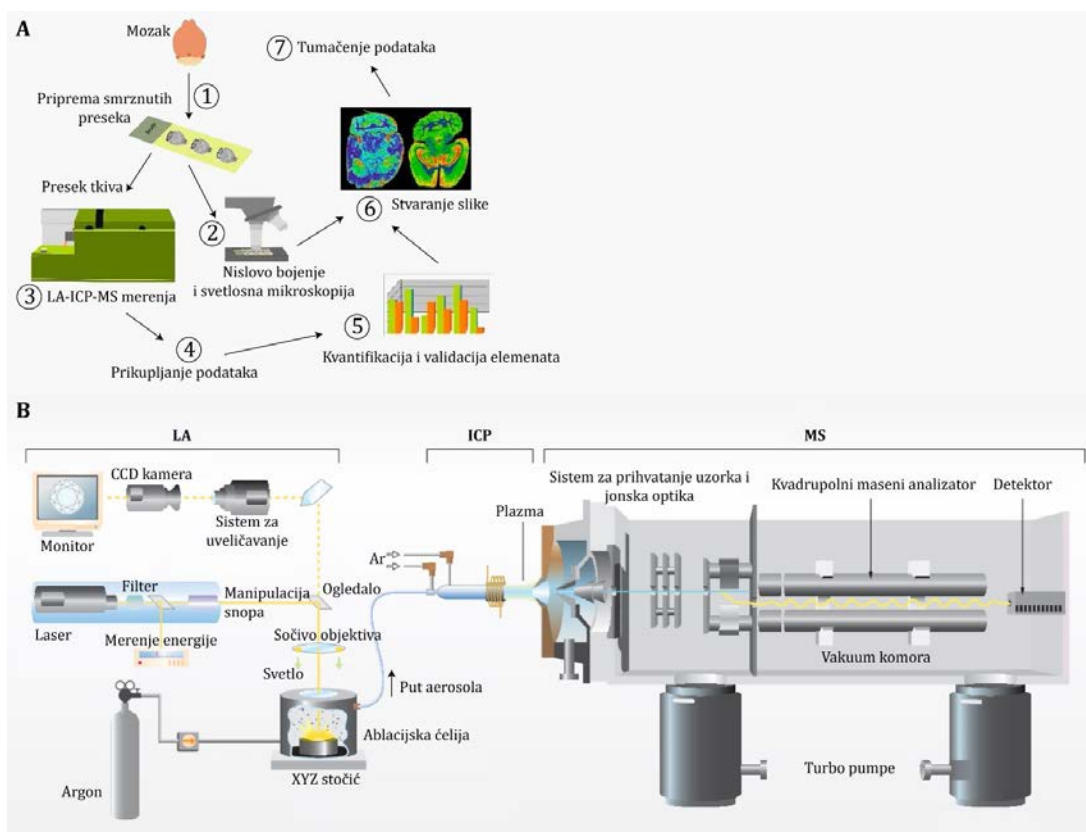 A
Mozak
1
Priprema smrznutih
preseka
Presek tkiva
2
Nislovo bojenje
i svetlosna mikroskopija
3 LA-ICP-MS merenja
4
Prikupljanje podataka
5
Kvantifikacija i validacija elemenata
6 Stvaranje slike
7 Tumačenje podataka
B
LA
ICP
MS
CCD kamera
Monitor
Sistem za
uveličavanje
Filter
Laser
Merenje energije
Manipulacija
snopa
Ogledalo
Sočivo objektiva
Svetlo
Put aerosola
Ablacijska ćelija
XYZ stočić
Argon
Ar
Plazma
Sistem za prihvatanje uzorka i
jonska optika
Kvadrupolni maseni analizator
Detektor
Vakuum komora
Turbo pumpe